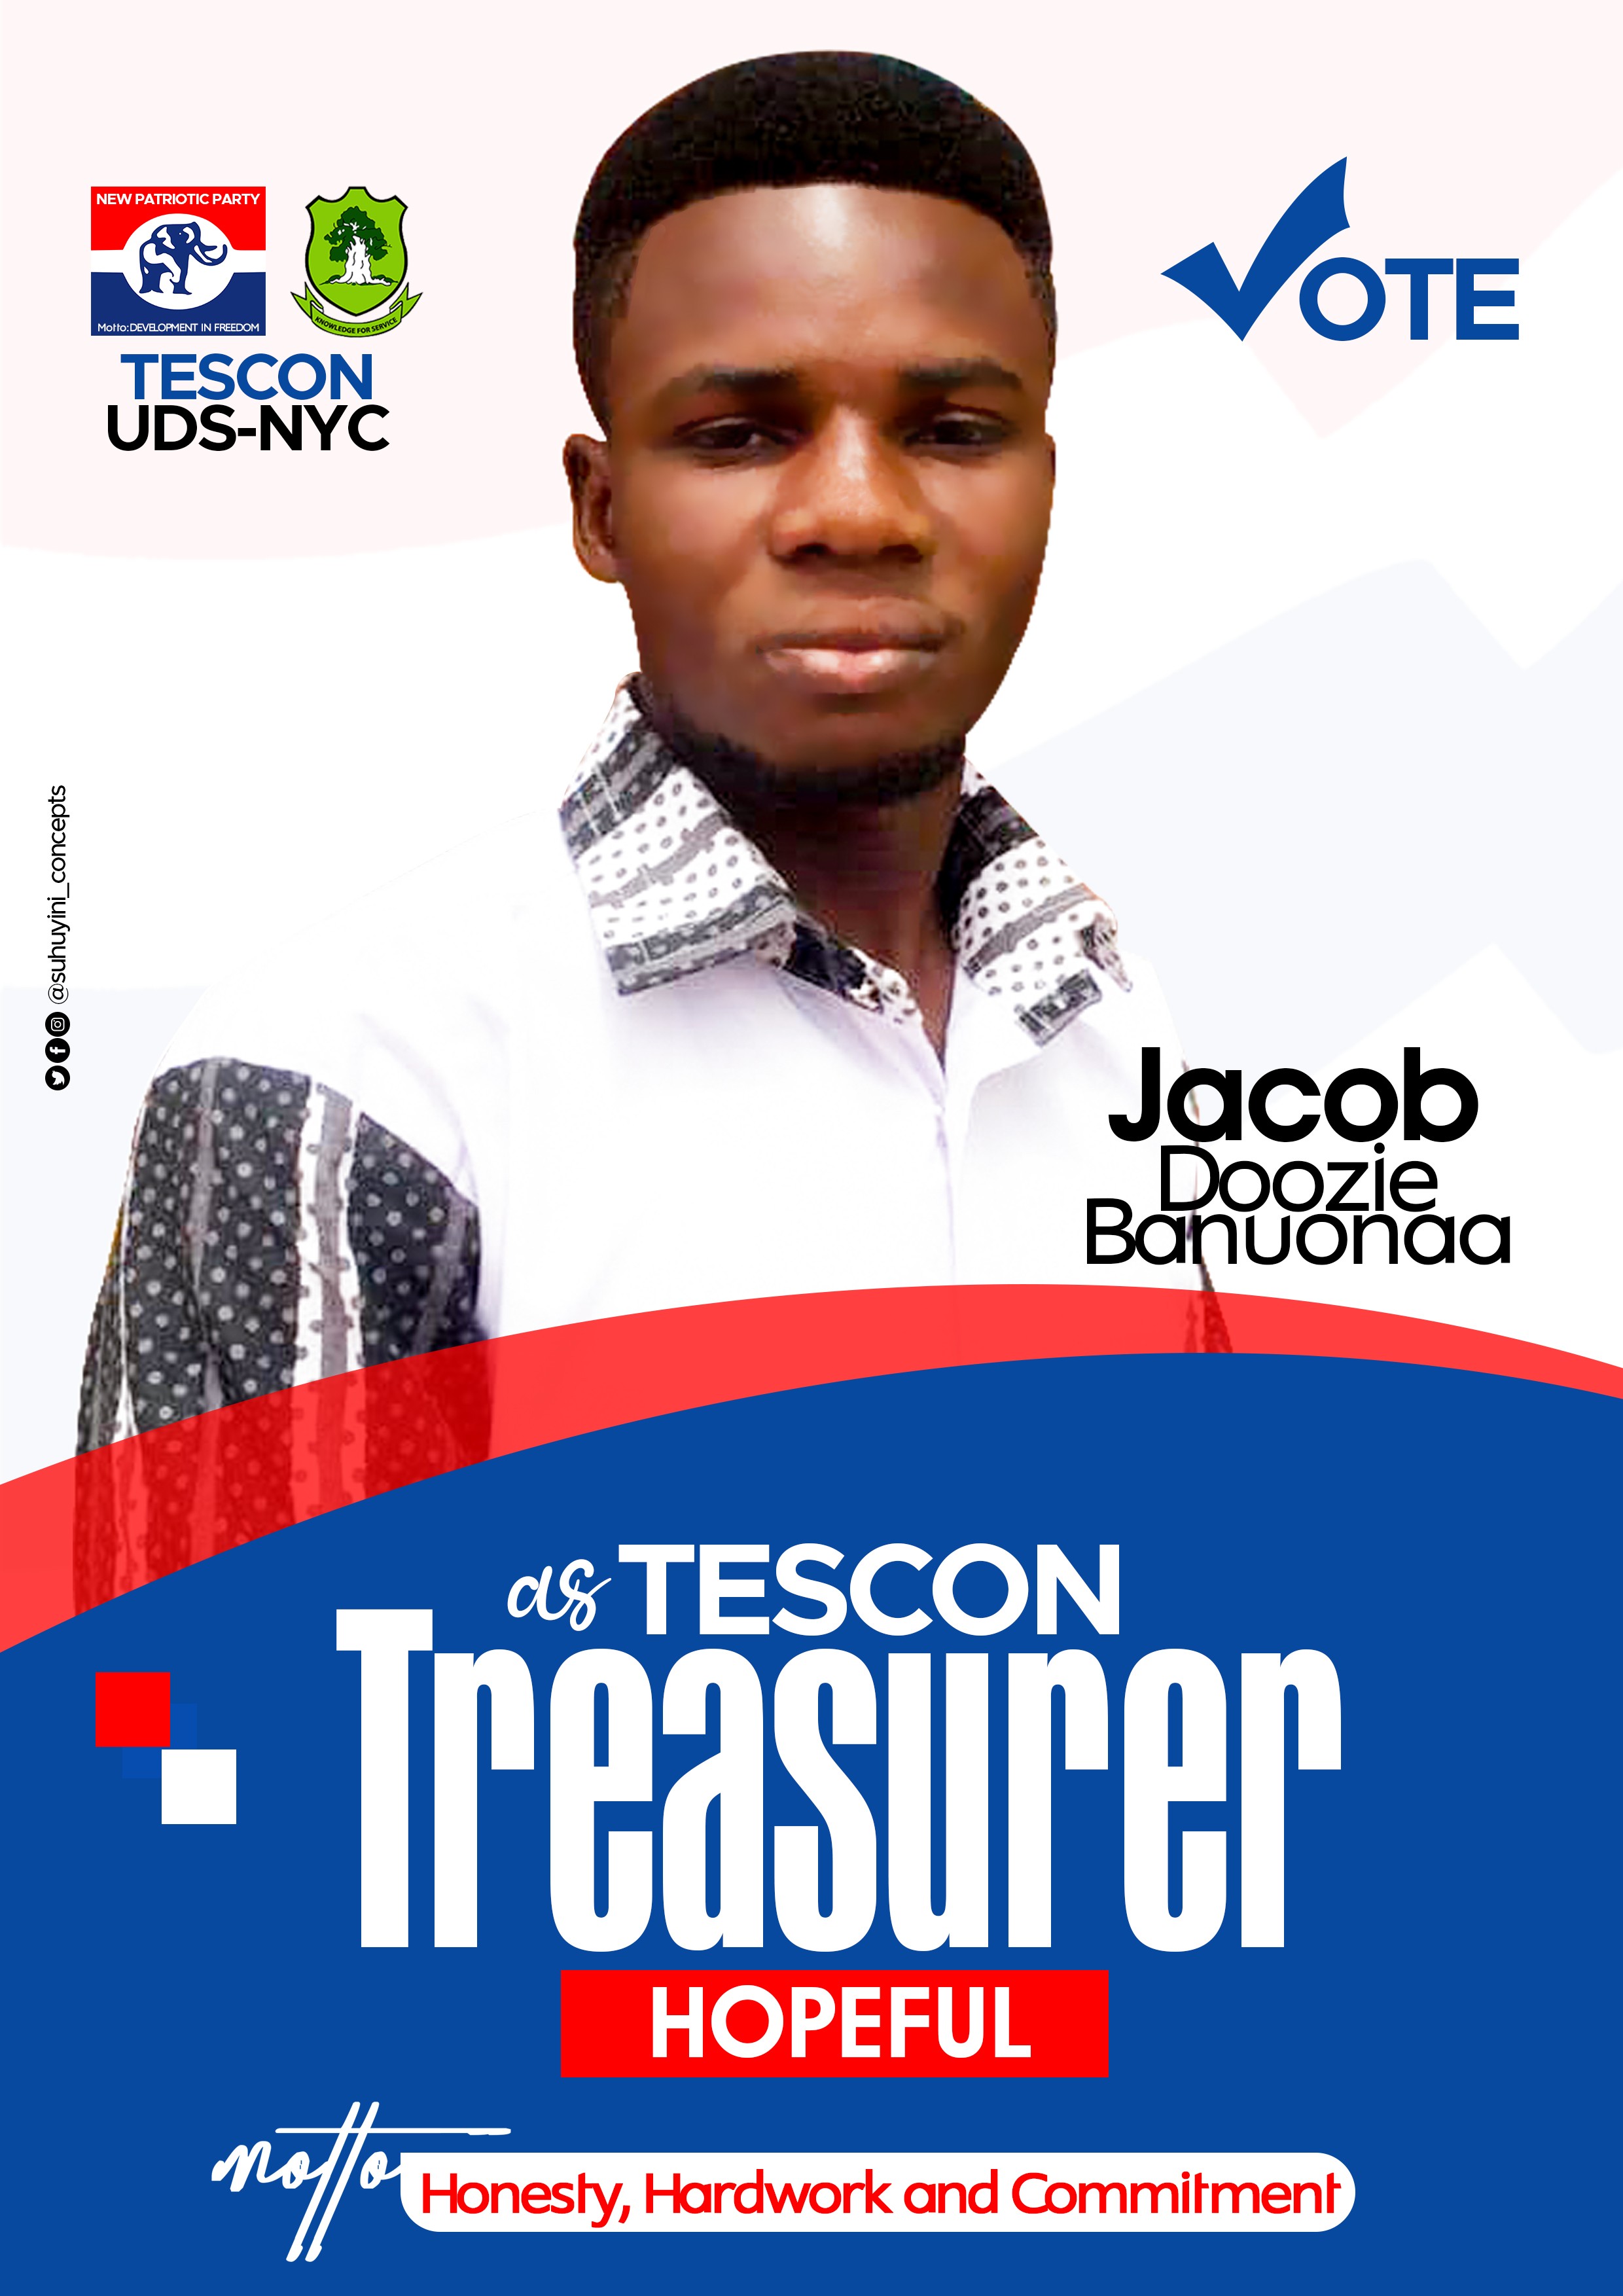 NEW PATRIOTIC PARTY
Motto: DEVELOPMENT IN FREEDOM
KNOWLEDGE FOR SERVICE
TESCON
UDS-NYC
VOTE
@suhuyini_concepts
Jacob
Doozie
Banuonaa
as TESCON
Treasurer
HOPEFUL
motto
Honesty, Hardwork and Commitment